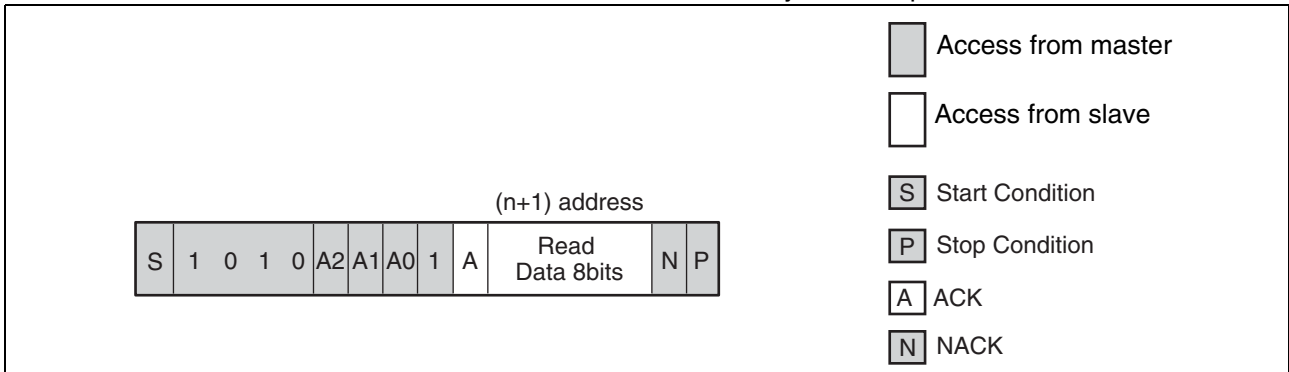 Access from master
Access from slave
(n+1) address
S 1 0 1 0 A2 A1 A0 1 A Read Data 8bits N P
S Start Condition
P Stop Condition
A ACK
N NACK